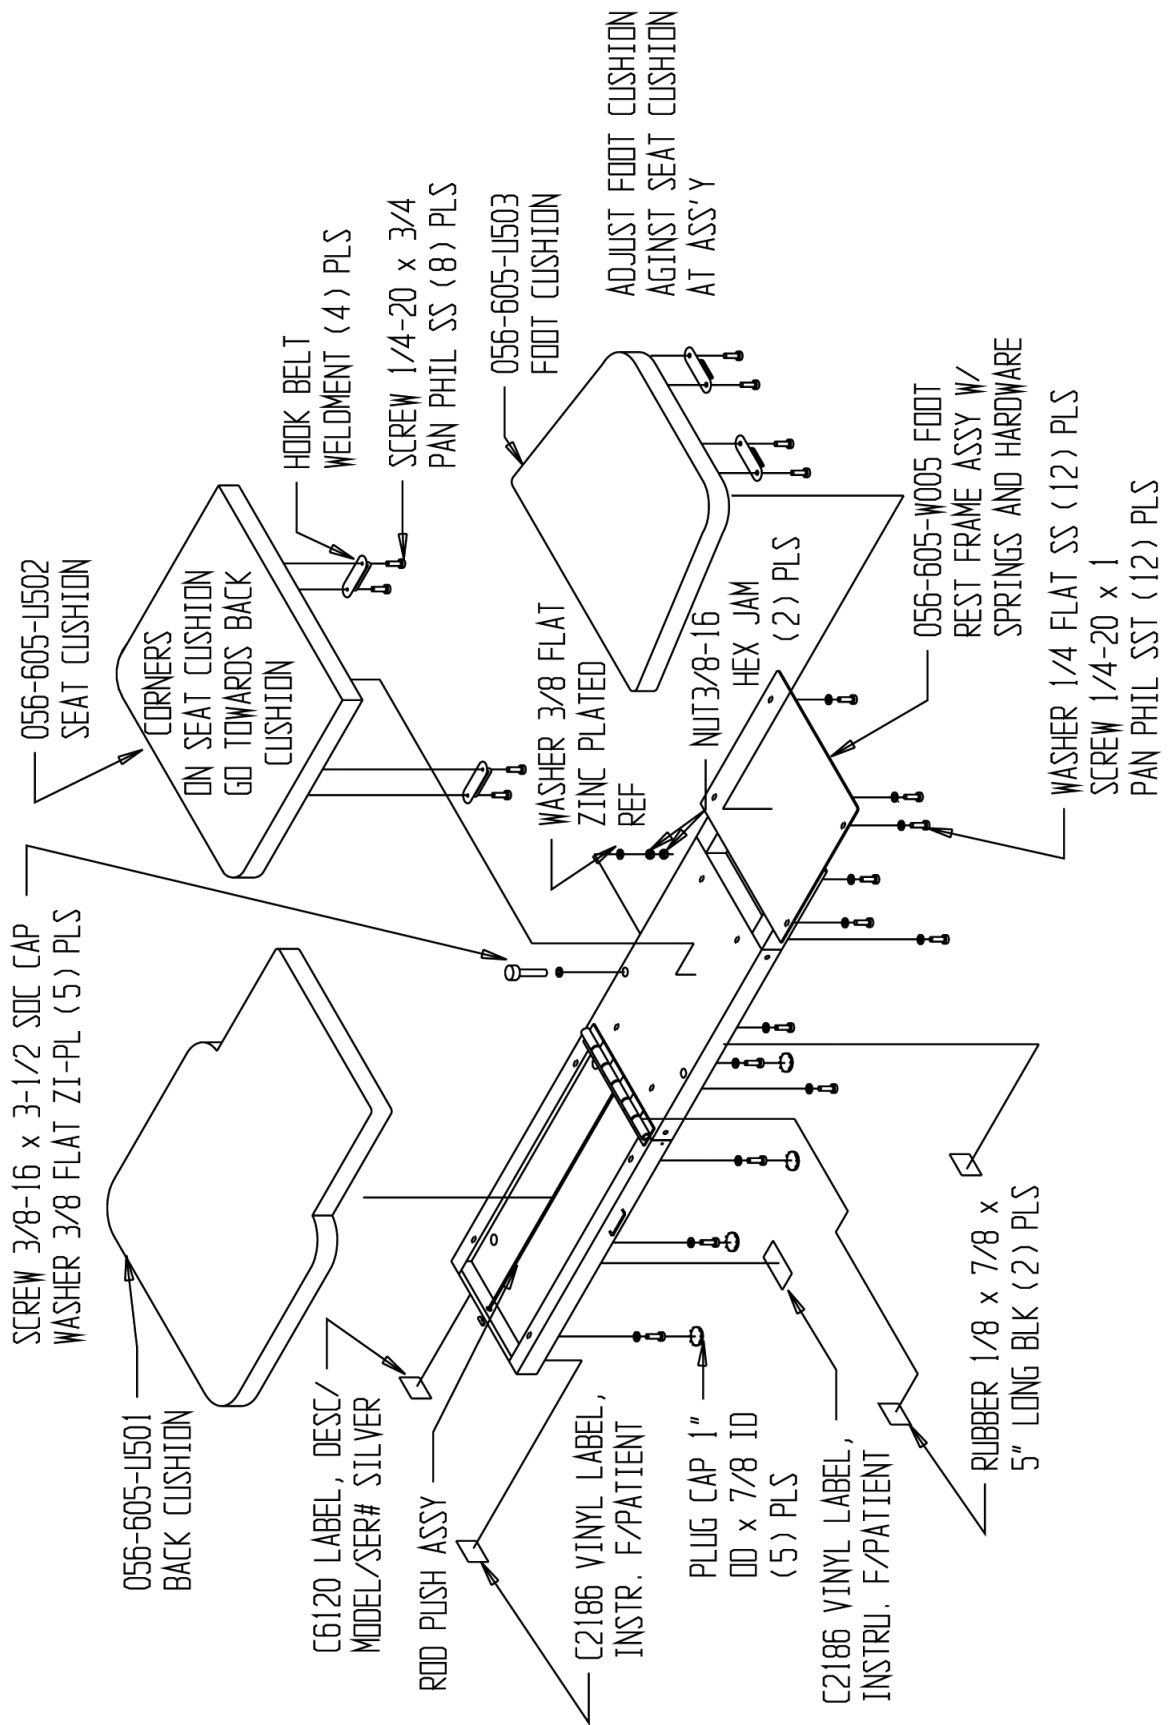 SCREW 3/8-16 x 3-1/2 SOC CAP
WASHER 3/8 FLAT ZI-PL (5) PLS
056-605-U502
SEAT CUSHION
CORNERS
ON SEAT CUSHION
GO TOWARDS BACK
CUSHION
HOOK BELT
WELDMENT (4) PLS
SCREW 1/4-20 x 3/4
PAN PHIL SS (8) PLS
056-605-U503
FOOT CUSHION
ADJUST FOOT CUSHION
AGINST SEAT CUSHION
AT ASS'Y
056-605-U501
BACK CUSHION
C6120 LABEL, DESC/
MODEL/SER# SILVER
ROD PUSH ASSY
WASHER 3/8 FLAT
ZINC PLATED
REF
NUT3/8-16
HEX JAM
(2) PLS
C2186 VINYL LABEL,
INSTR. F/PATIENT
PLUG CAP 1"
OD x 7/8 ID
(5) PLS
C2186 VINYL LABEL,
INSTRU. F/PATIENT
RUBBER 1/8 x 7/8 x
5" LONG BLK (2) PLS
056-605-W005 FOOT
REST FRAME ASSY W/
SPRINGS AND HARDWARE
WASHER 1/4 FLAT SS (12) PLS
SCREW 1/4-20 x 1
PAN PHIL SST (12) PLS